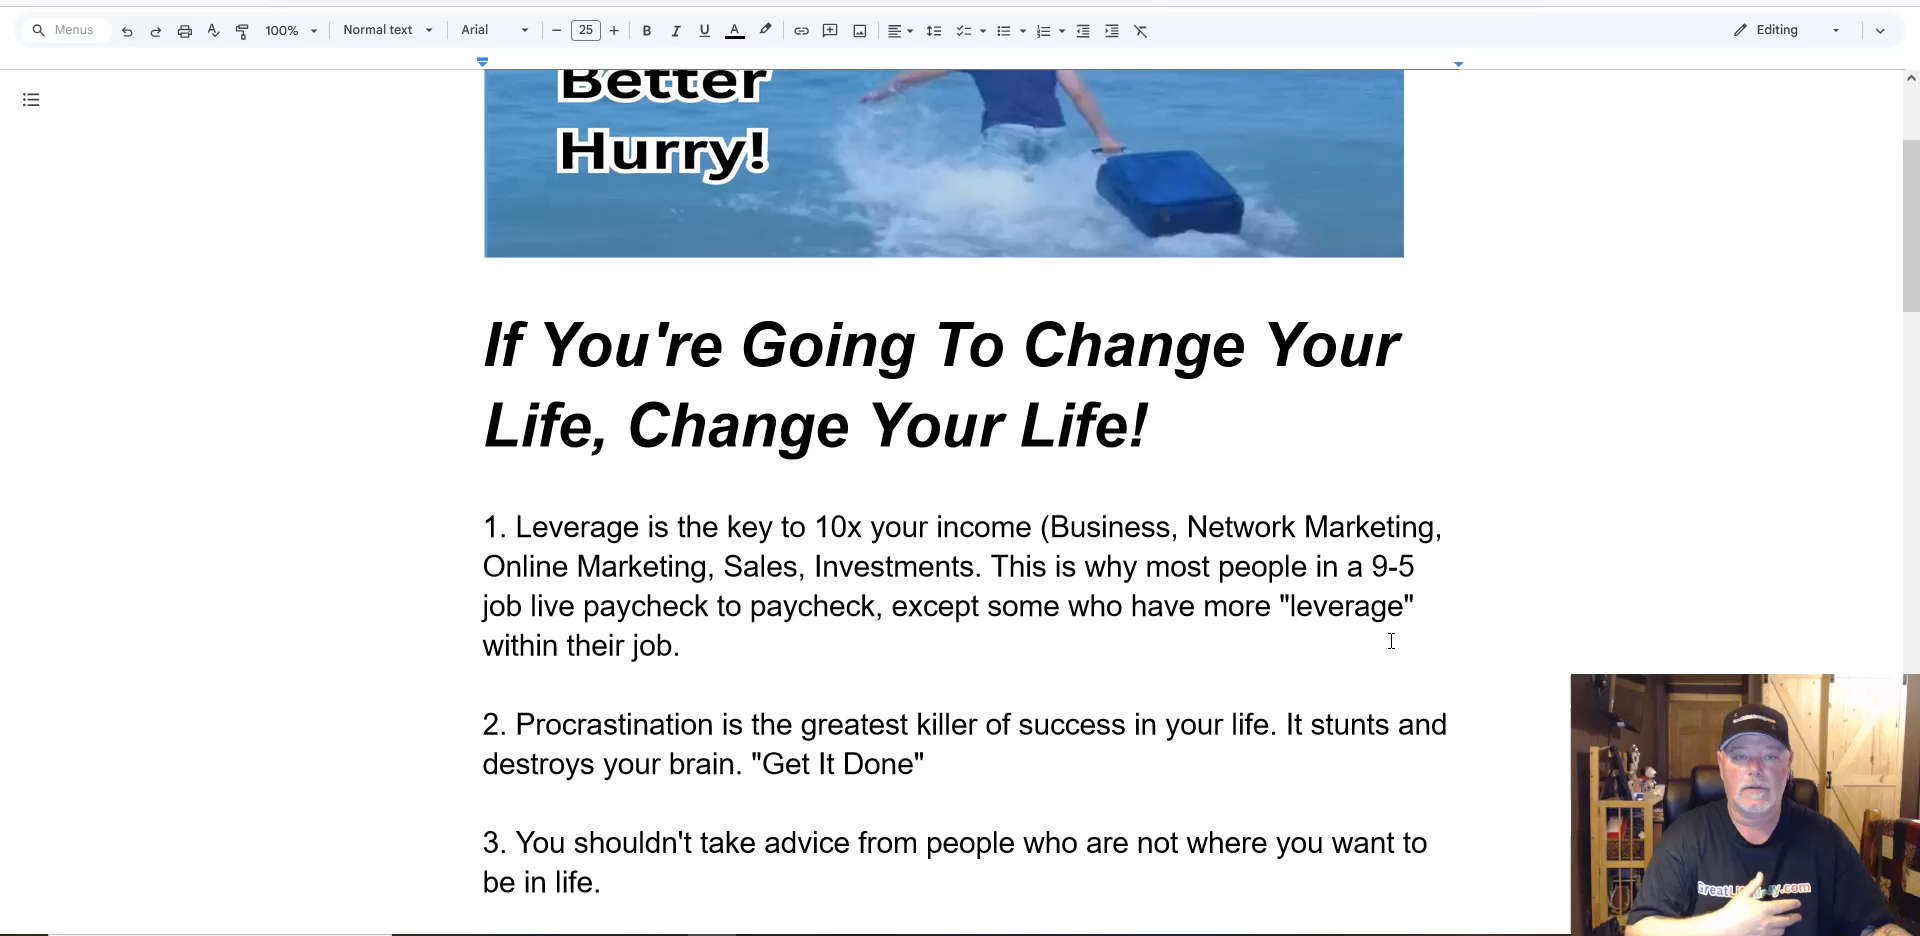 Menus
100%
Normal text
Arial
25
B
I
U
A
Editing
Better
Hurry!
If You're Going To Change Your
Life, Change Your Life!
1. Leverage is the key to 10x your income (Business, Network Marketing,
Online Marketing, Sales, Investments. This is why most people in a 9-5
job live paycheck to paycheck, except some who have more "leverage"
within their job.
2. Procrastination is the greatest killer of success in your life. It stunts and
destroys your brain. "Get It Done"
3. You shouldn't take advice from people who are not where you want to
be in life.